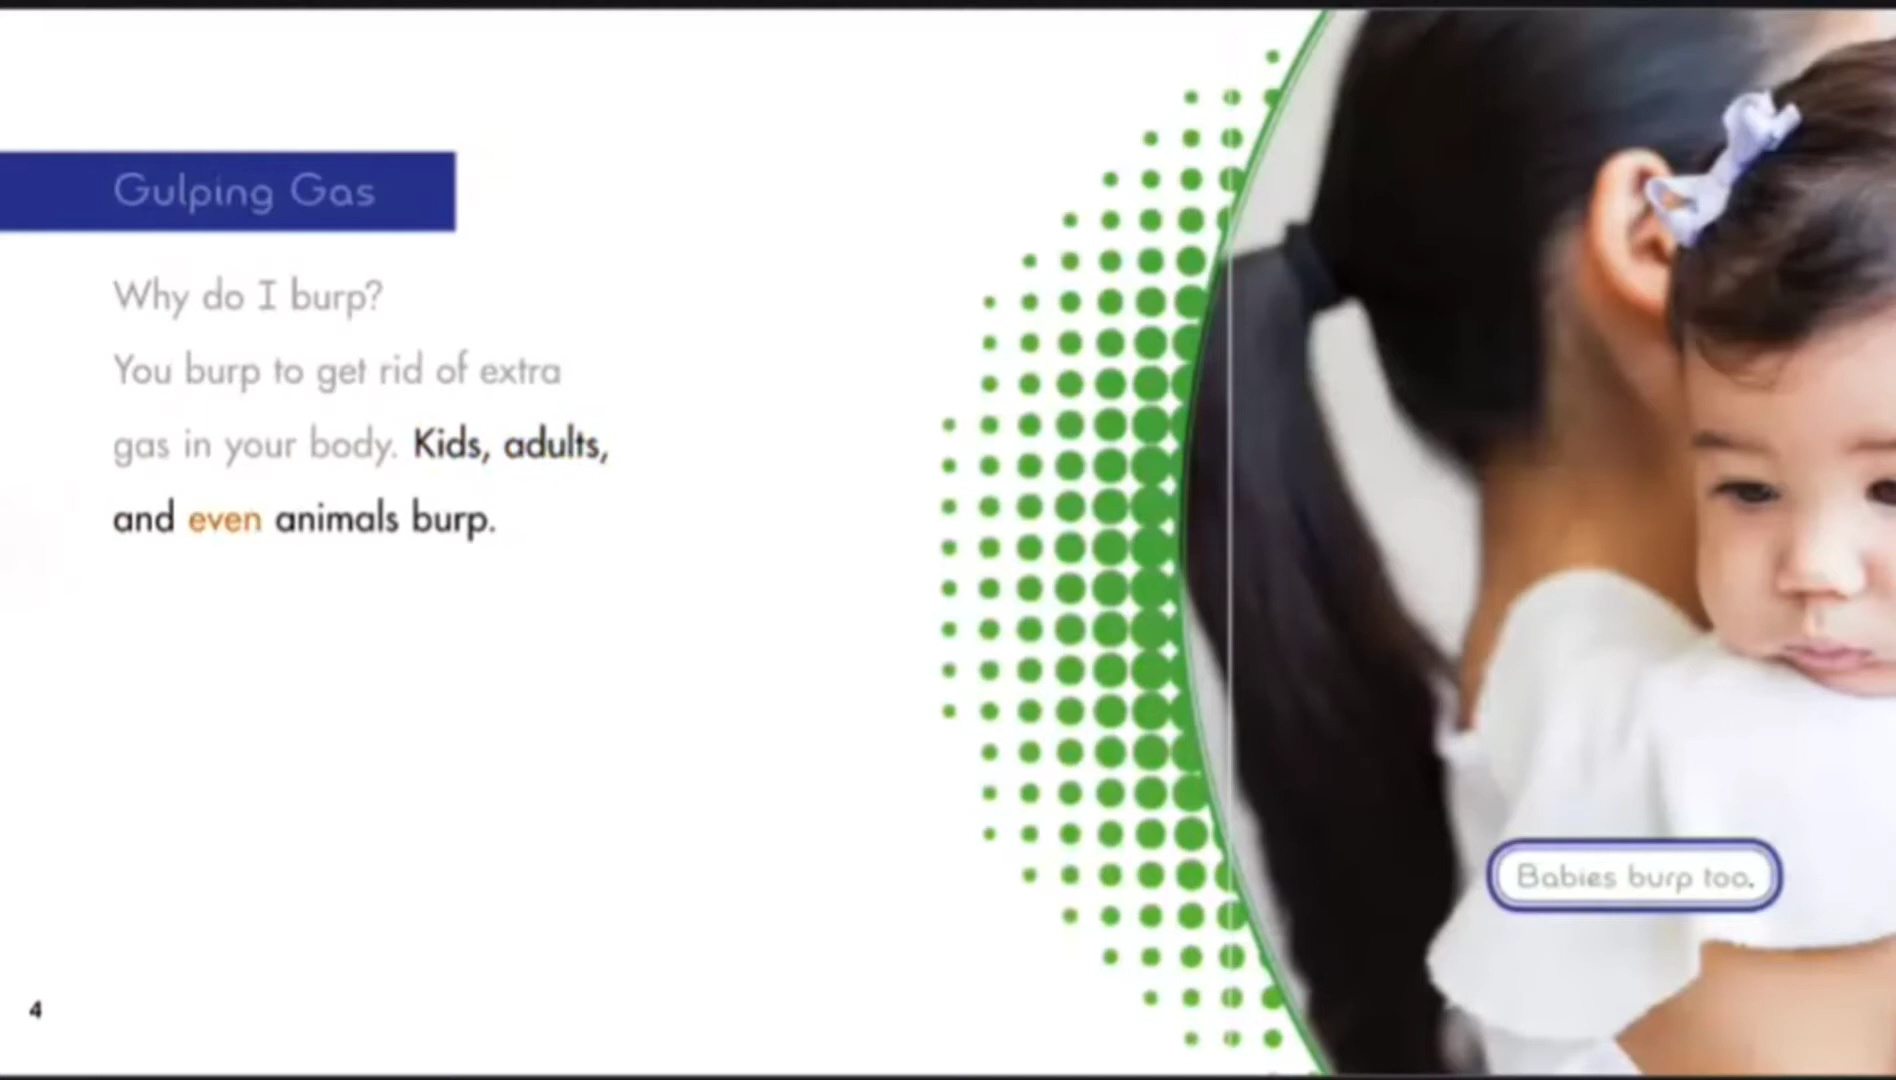 Gulping Gas
Why do I burp?
You burp to get rid of extra
gas in your body. Kids, adults,
and even animals burp.
Babies burp too.
4